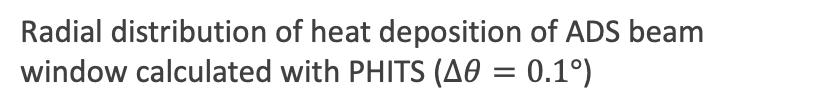 Radial distribution of heat deposition of ADS beam
window calculated with PHITS (Δ𝜃 = 0.1°)